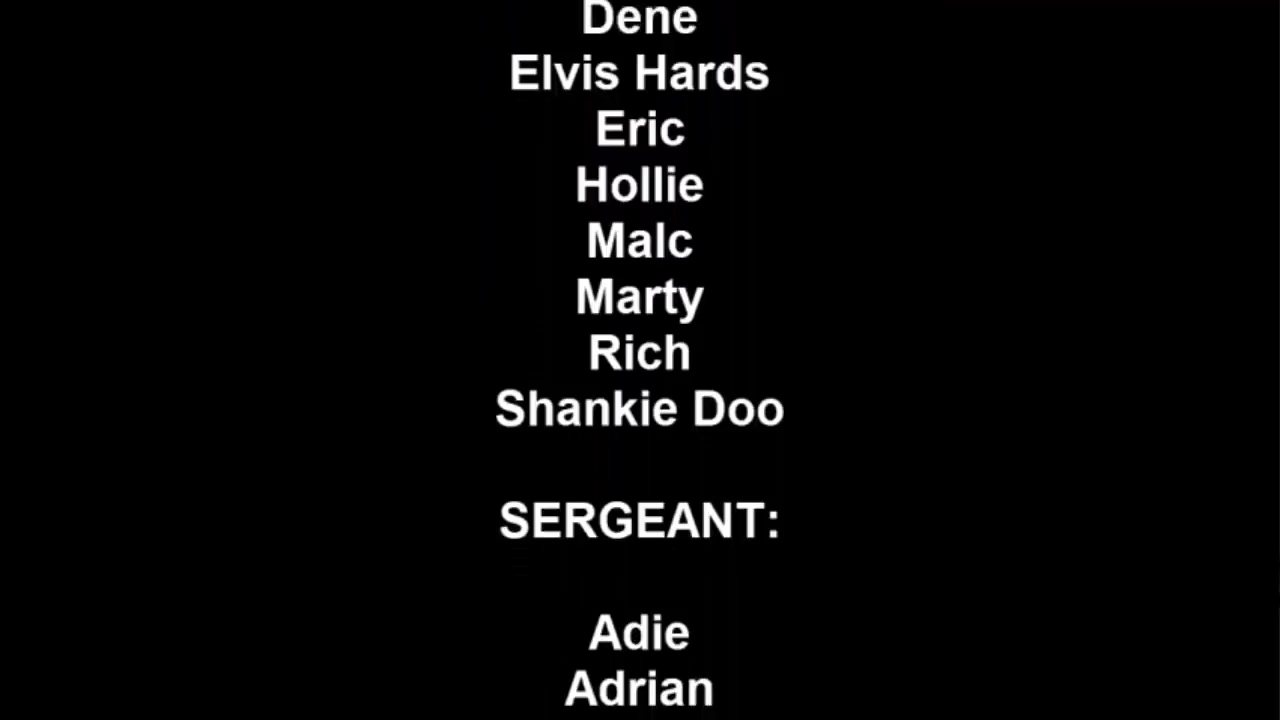 Dene
Elvis Hards
Eric
Hollie
Malc
Marty
Rich
Shankie Doo
SERGEANT:
Adie
Adrian